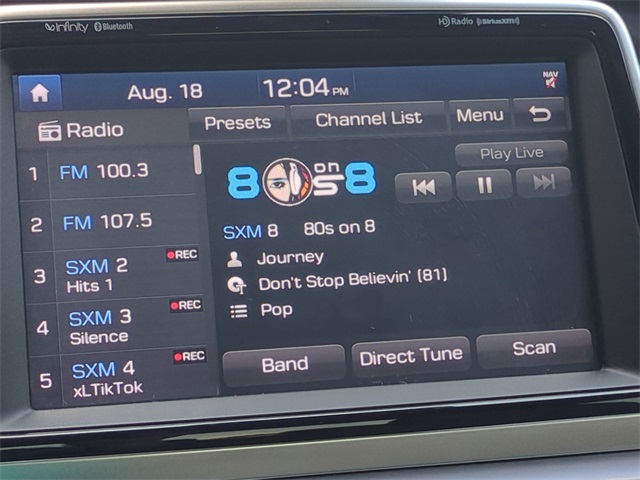 Infinity Bluetooth
HD Radio ((SiriusXM))
Aug. 18 12:04 PM NAV
Radio Presets Channel List Menu
Play Live
1 FM 100.3
2 FM 107.5
3 SXM 2 REC
Hits 1
4 SXM 3 REC
Silence
5 SXM 4 REC
xLTikTok
80s on 8
SXM 8 80s on 8
Journey
Don't Stop Believin' (81)
Pop
Band Direct Tune Scan